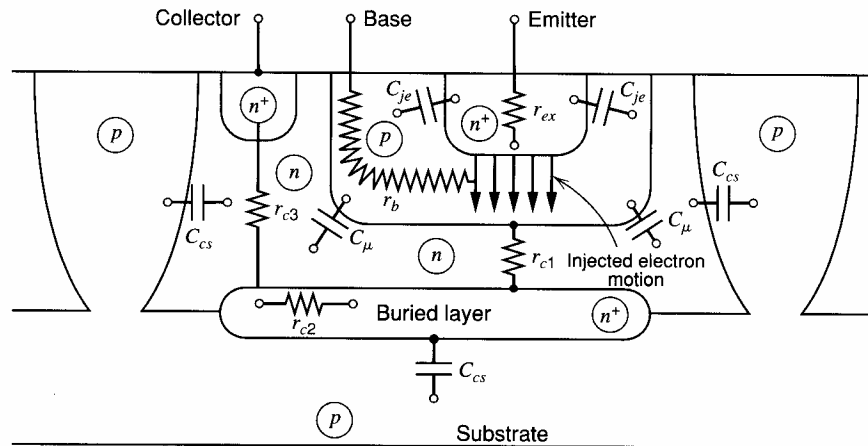 Collector
Base
Emitter
C_je
C_je
n⁺
n⁺
r_ex
p
p
p
n
r_b
C_cs
C_cs
r_c3
C_μ
C_μ
n
r_c1
Injected electron
motion
r_c2
Buried layer
n⁺
C_cs
p
Substrate